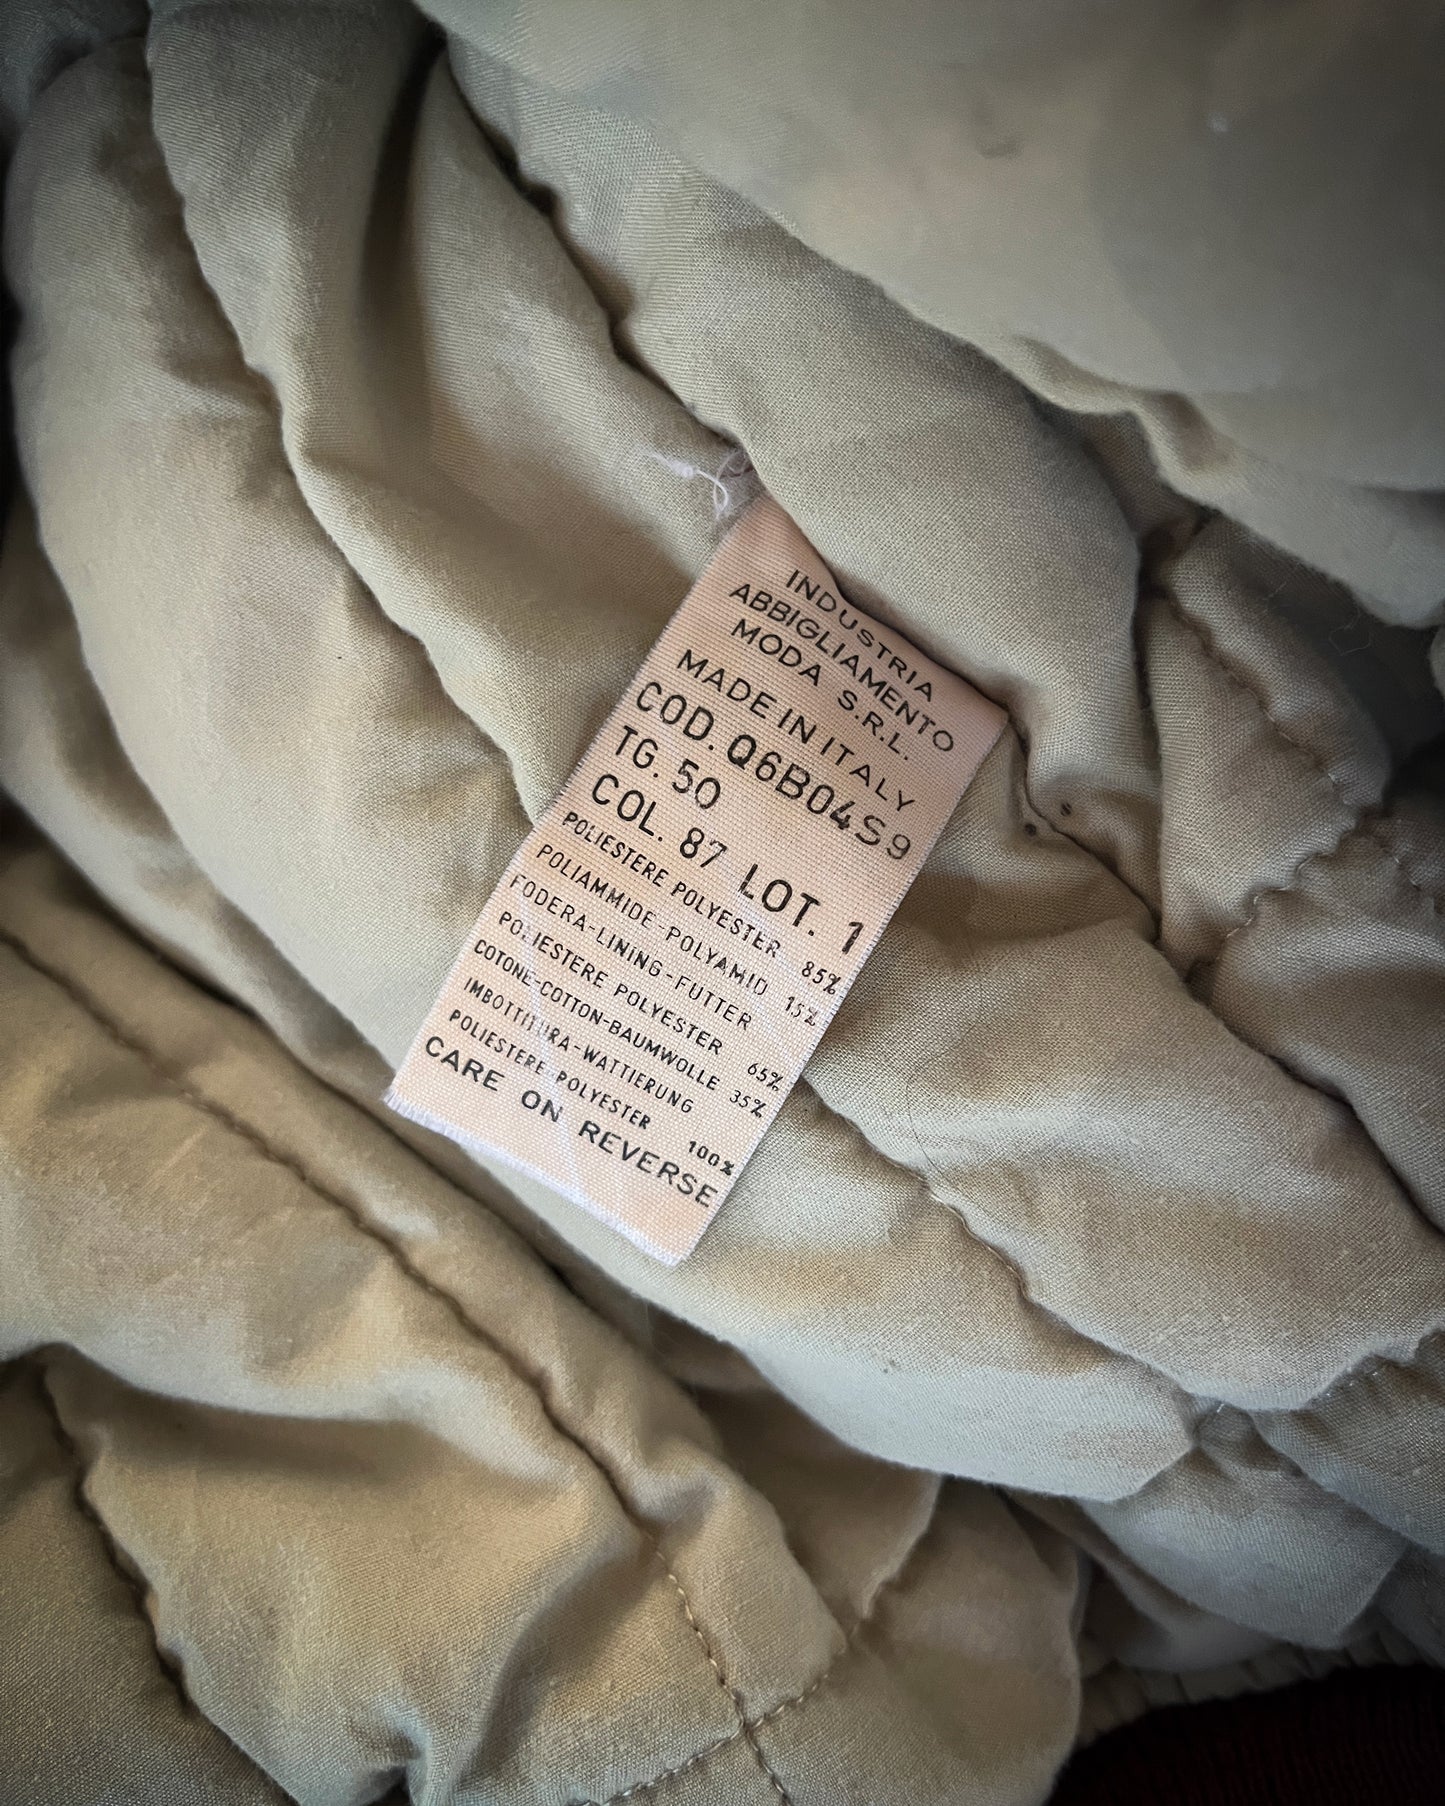 INDUSTRIA
ABBIGLIAMENTO
MODA S.R.L.
MADE IN ITALY
COD. Q6B04S9
TG. 50
COL. 87 LOT. 1
POLIESTERE POLYESTER 85%
POLIAMMIDE-POLYAMID 15%
FODERA-LINING-FUTTER
POLIESTERE POLYESTER 65%
COTONE-COTTON-BAUMWOLLE 35%
IMBOTTITURA-WATTIERUNG
POLIESTERE POLYESTER 100%
CARE ON REVERSE